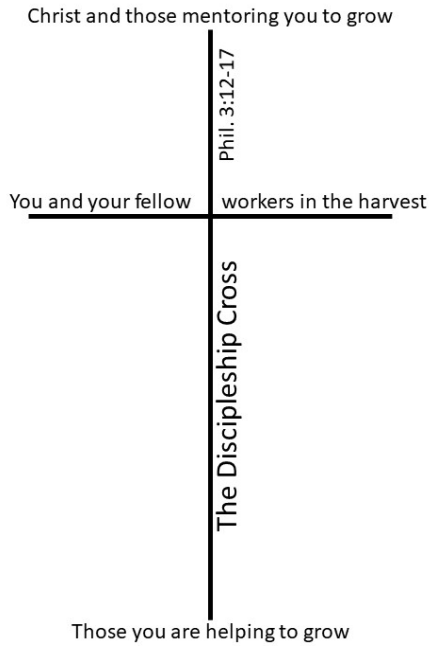 Christ and those mentoring you to grow
Phil. 3:12-17
You and your fellow workers in the harvest
The Discipleship Cross
Those you are helping to grow